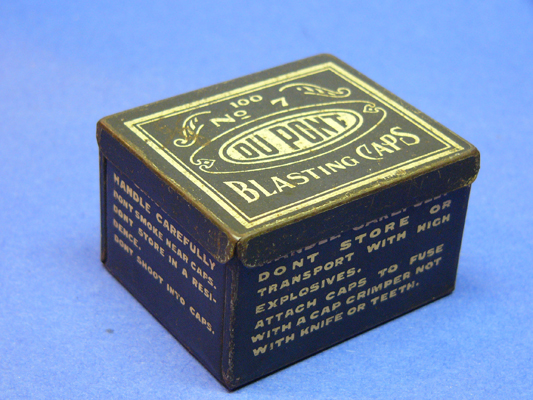 100
No 7
DU PONT
BLASTING CAPS
HANDLE CAREFULLY
DONT SMOKE NEAR CAPS.
DONT STORE IN A RESI-
DENCE.
DONT SHOOT INTO CAPS.
DONT STORE OR
TRANSPORT WITH HIGH
EXPLOSIVES.
ATTACH CAPS TO FUSE
WITH A CAP CRIMPER NOT
WITH KNIFE OR TEETH.